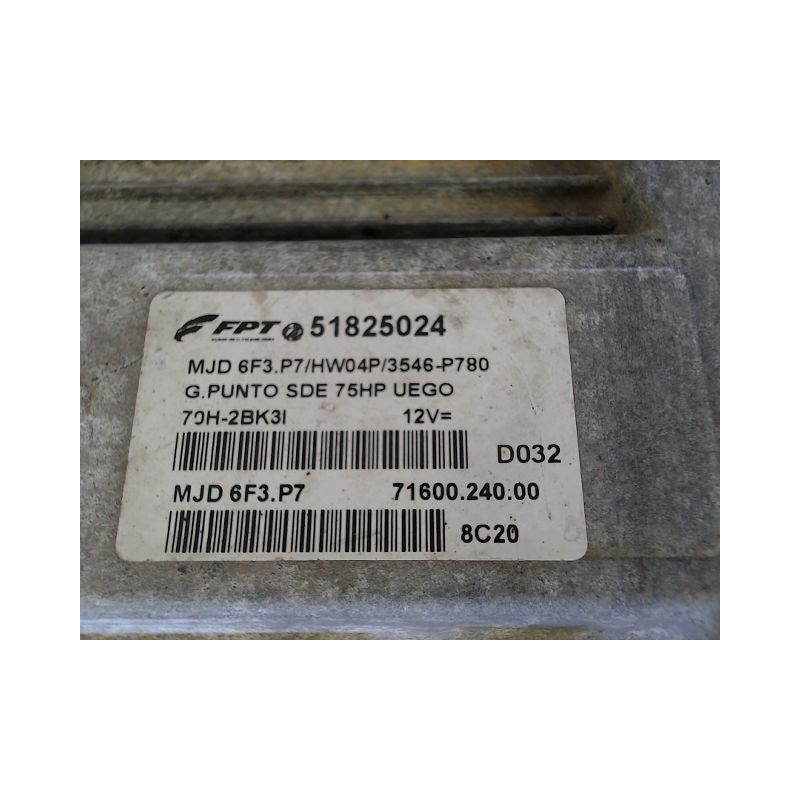 FPT 51825024
MJD 6F3.P7/HW04P/3546-P780
G.PUNTO SDE 75HP UEGO
70H-2BK3I 12V=
D032
MJD 6F3.P7 71600.240.00
8C20